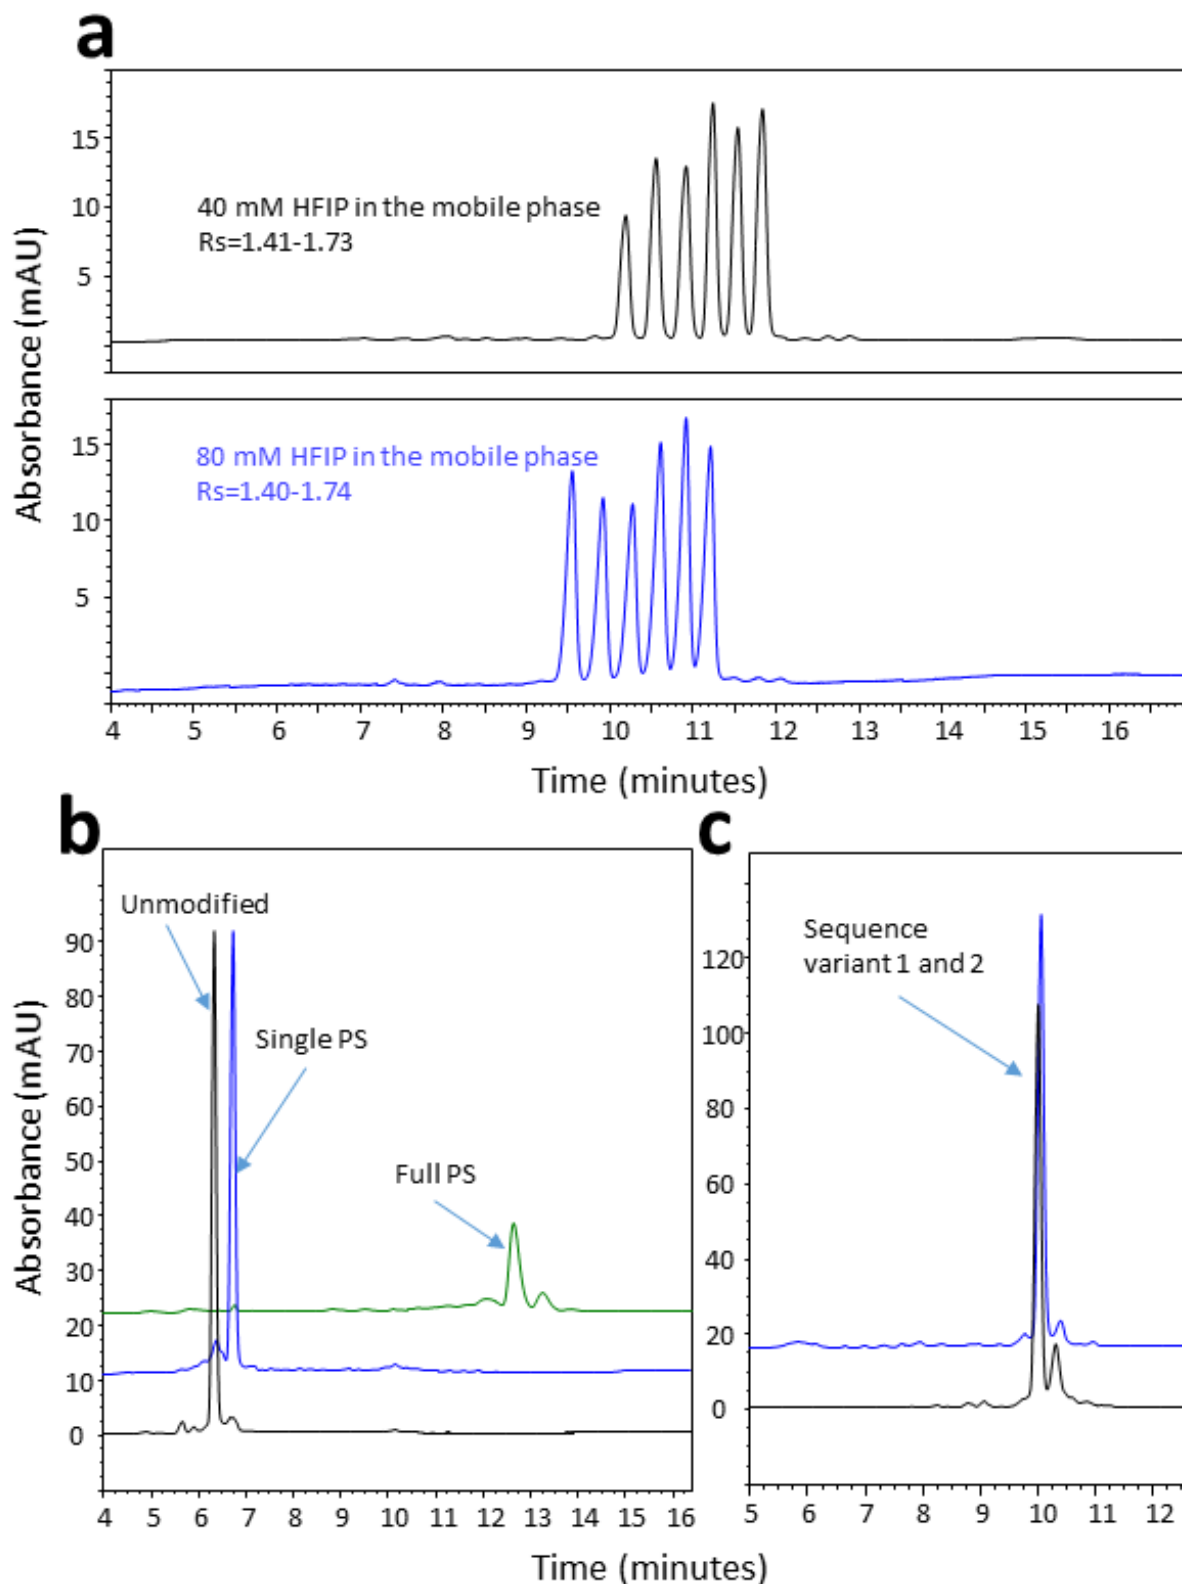 a
15
10
5
40 mM HFIP in the mobile phase
Rs=1.41-1.73
Absorbance (mAU)
15
10
5
80 mM HFIP in the mobile phase
Rs=1.40-1.74
4 5 6 7 8 9 10 11 12 13 14 15 16
Time (minutes)
b
Unmodified
Single PS
Full PS
90
80
70
60
50
40
30
20
10
0
Absorbance (mAU)
4 5 6 7 8 9 10 11 12 13 14 15 16
c
Sequence
variant 1 and 2
120
100
80
60
40
20
0
5 6 7 8 9 10 11 12
Time (minutes)